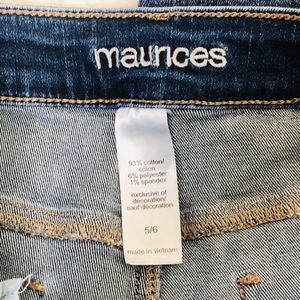 maurices
93% cotton/
coton
6% polyester
1% spandex
exclusive of
decoration/
sauf décoration
5/6
made in vietnam